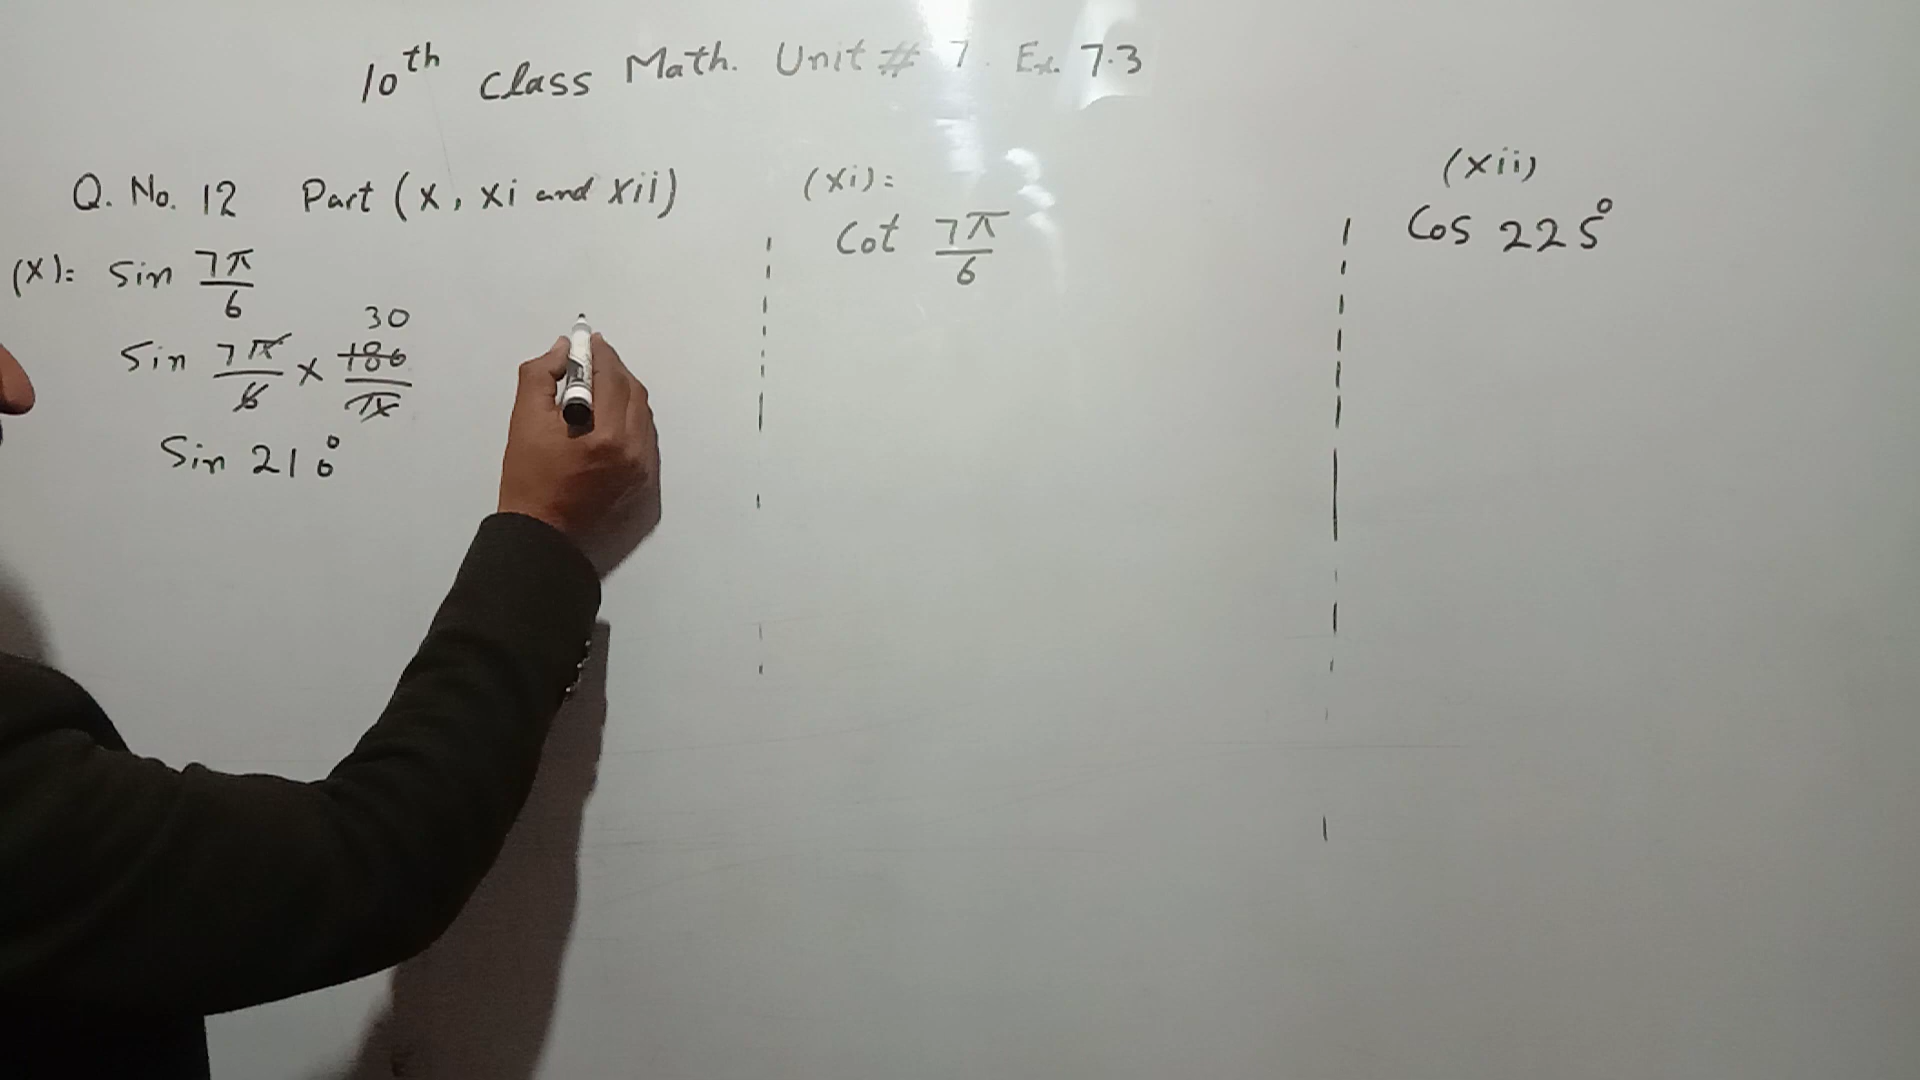 10th Class Math. Unit # 7. Ex. 7.3
Q. No. 12 Part (x, xi and xii)
(x): Sin 7π/6
Sin 7π/6 × 180/π
30
Sin 210°
(xi):
Cot 7π/6
(xii)
Cos 225°